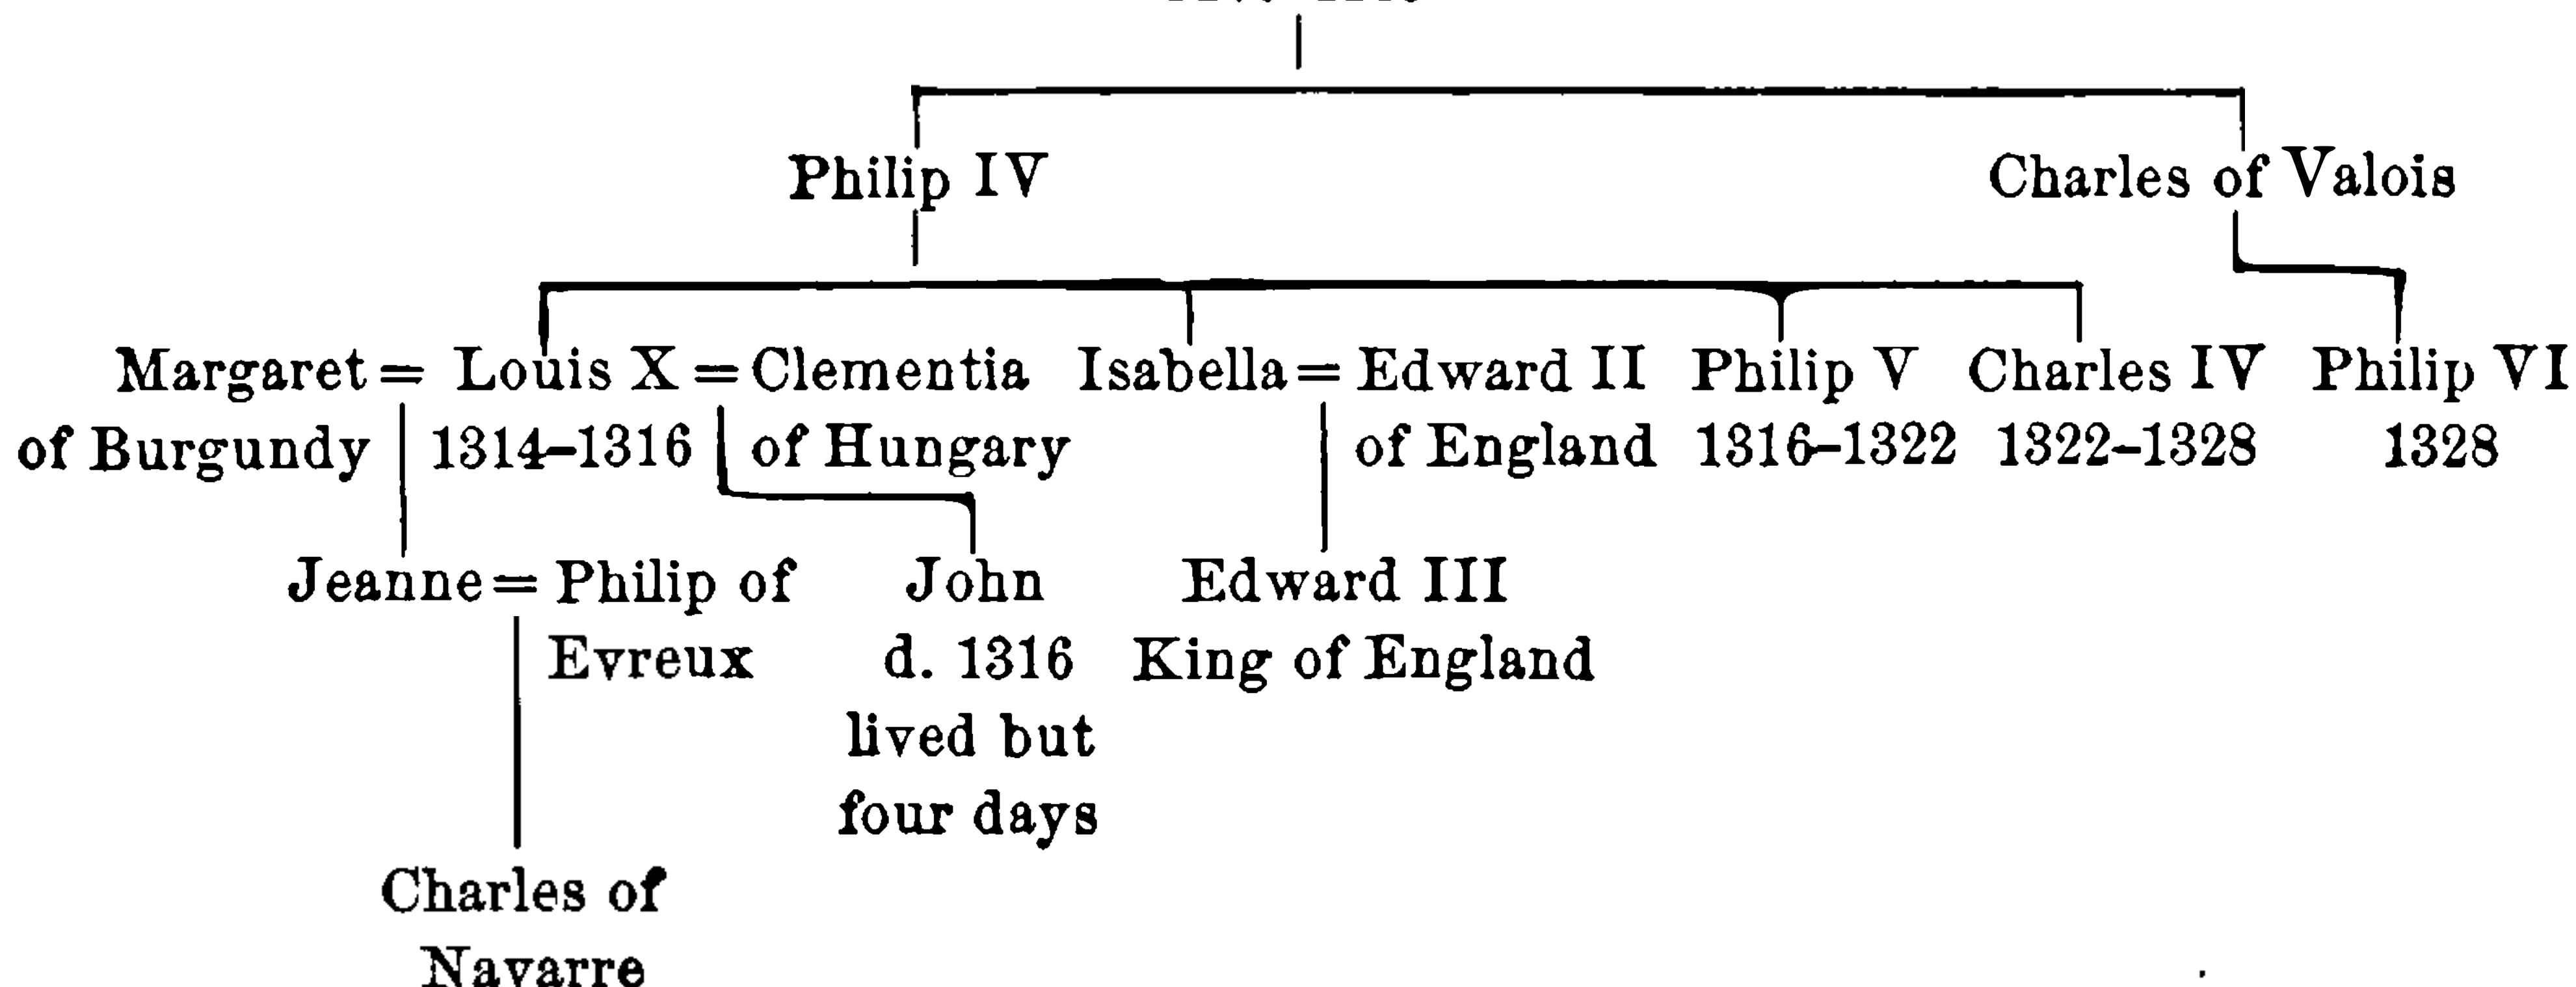 Philip IV Charles of Valois
Margaret = Louis X = Clementia Isabella = Edward II Philip V Charles IV Philip VI
of Burgundy 1314–1316 of Hungary of England 1316–1322 1322–1328 1328
Jeanne = Philip of John Edward III
Evreux d. 1316 King of England
lived but
four days
Charles of
Navarre